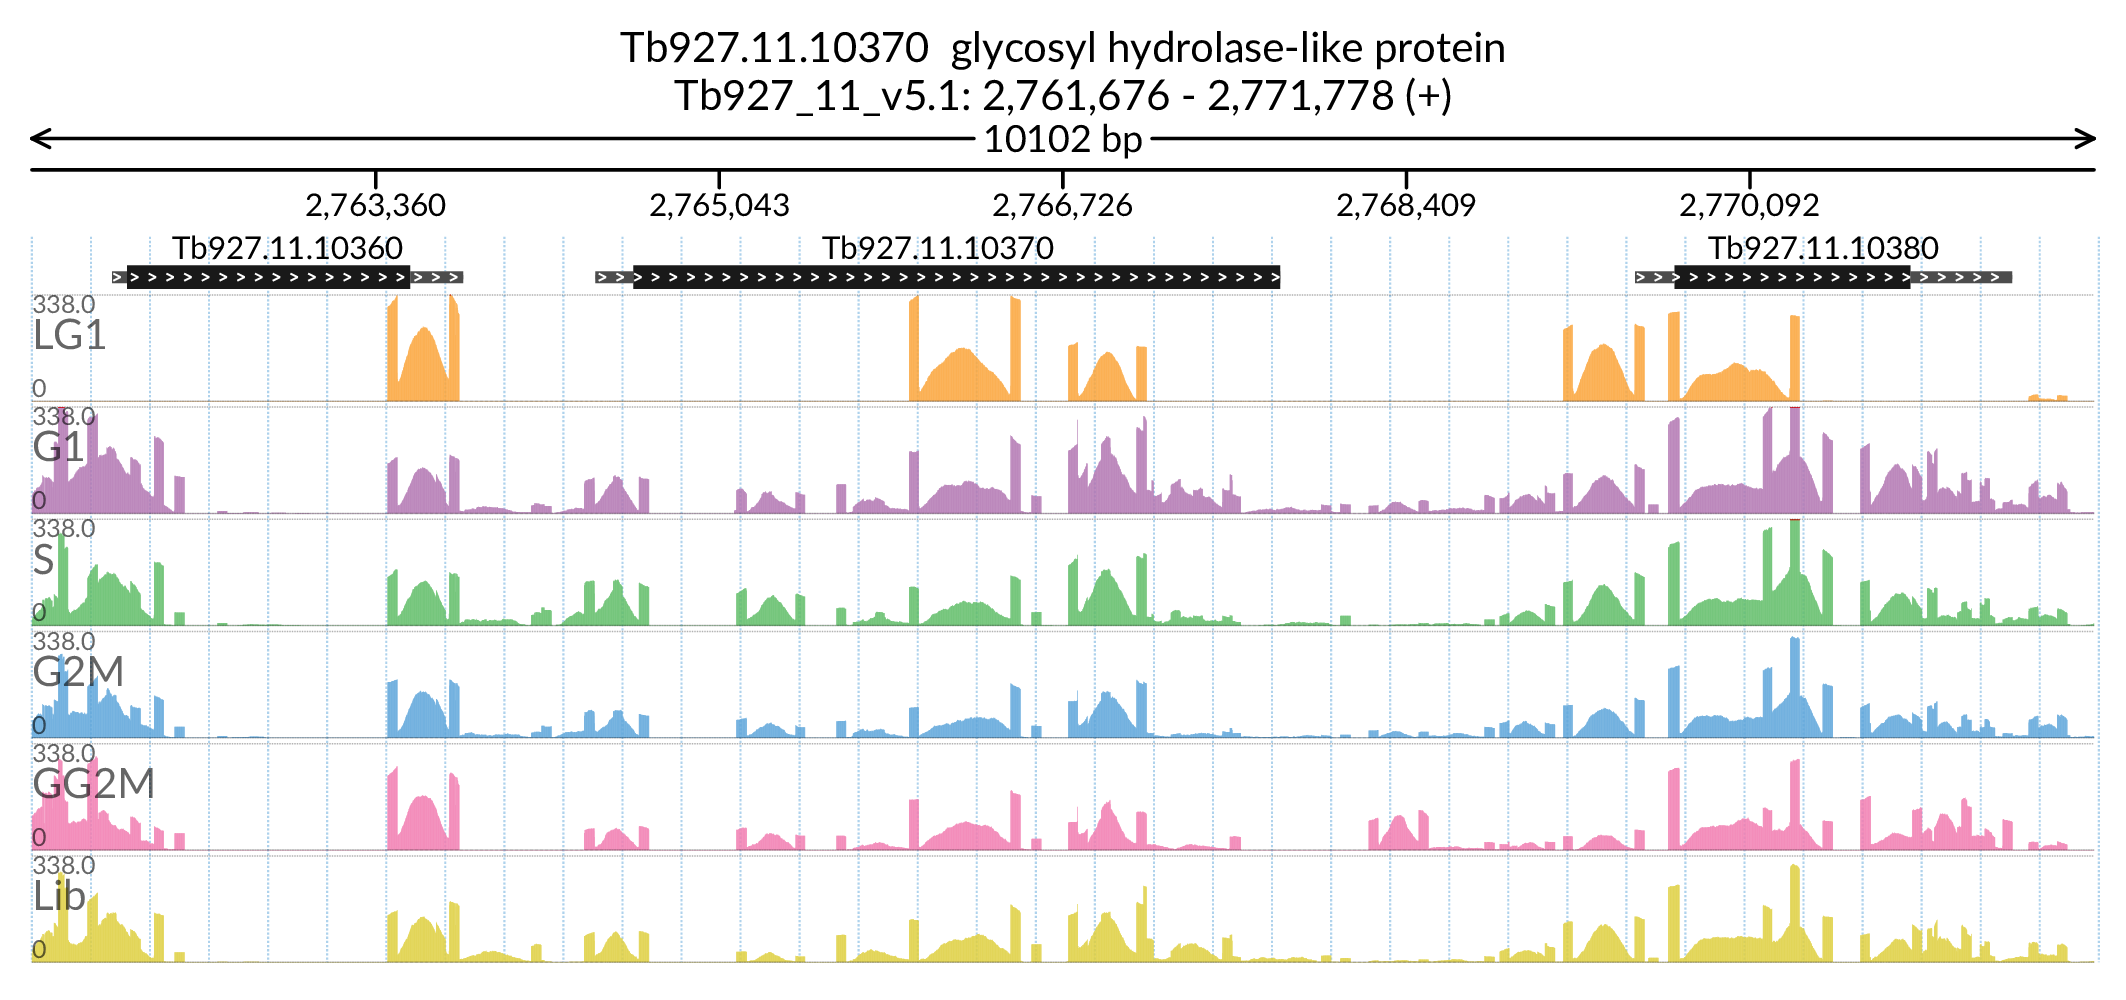 Tb927.11.10370  glycosyl hydrolase-like protein
Tb927_11_v5.1: 2,761,676 - 2,771,778 (+)
10102 bp
2,763,360 2,765,043 2,766,726 2,768,409 2,770,092
Tb927.11.10360 Tb927.11.10370 Tb927.11.10380
338.0
LG1
0
338.0
G1
0
338.0
S
0
338.0
G2M
0
338.0
GG2M
0
338.0
Lib
0